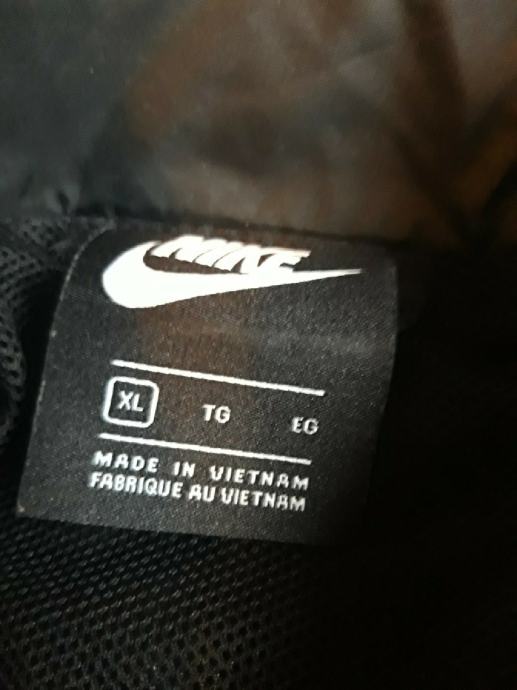 NIKE
XL TG EG
MADE IN VIETNAM
FABRIQUE AU VIETNAM